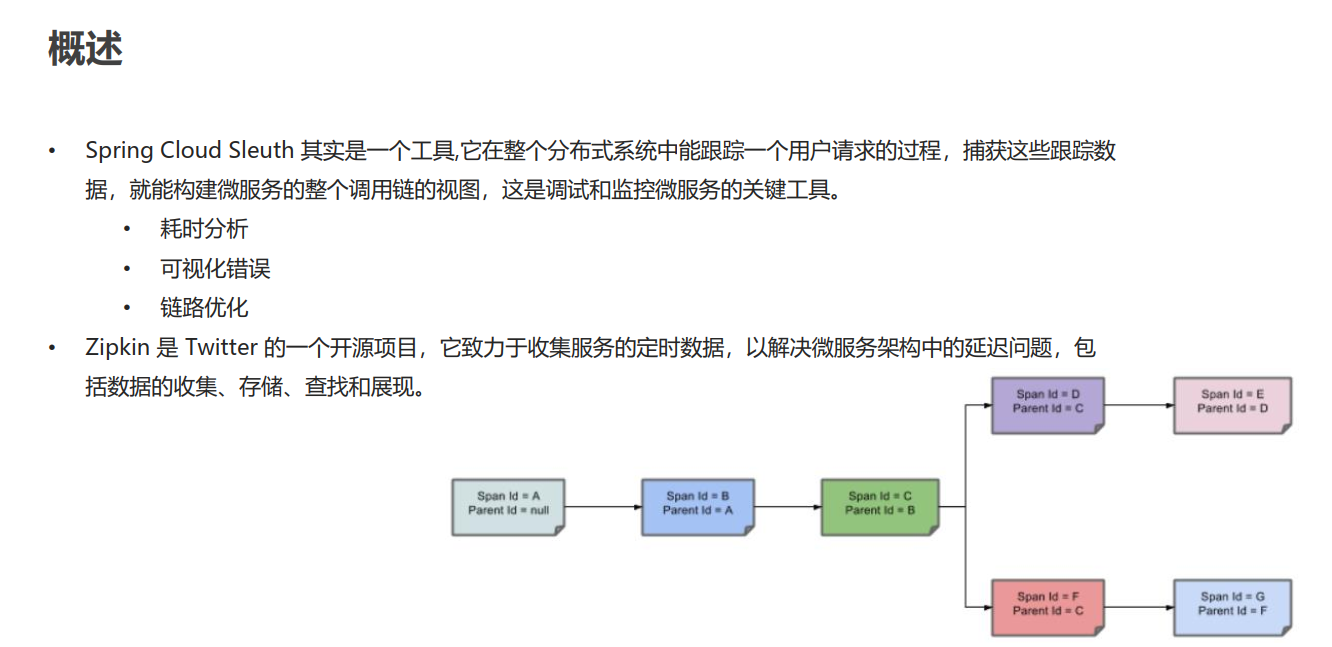 概述
• Spring Cloud Sleuth 其实是一个工具,它在整个分布式系统中能跟踪一个用户请求的过程，捕获这些跟踪数
据，就能构建微服务的整个调用链的视图，这是调试和监控微服务的关键工具。
• 耗时分析
• 可视化错误
• 链路优化
• Zipkin 是 Twitter 的一个开源项目，它致力于收集服务的定时数据，以解决微服务架构中的延迟问题，包
括数据的收集、存储、查找和展现。
Span Id = A
Parent Id = null
Span Id = B
Parent Id = A
Span Id = C
Parent Id = B
Span Id = D
Parent Id = C
Span Id = E
Parent Id = D
Span Id = F
Parent Id = C
Span Id = G
Parent Id = F